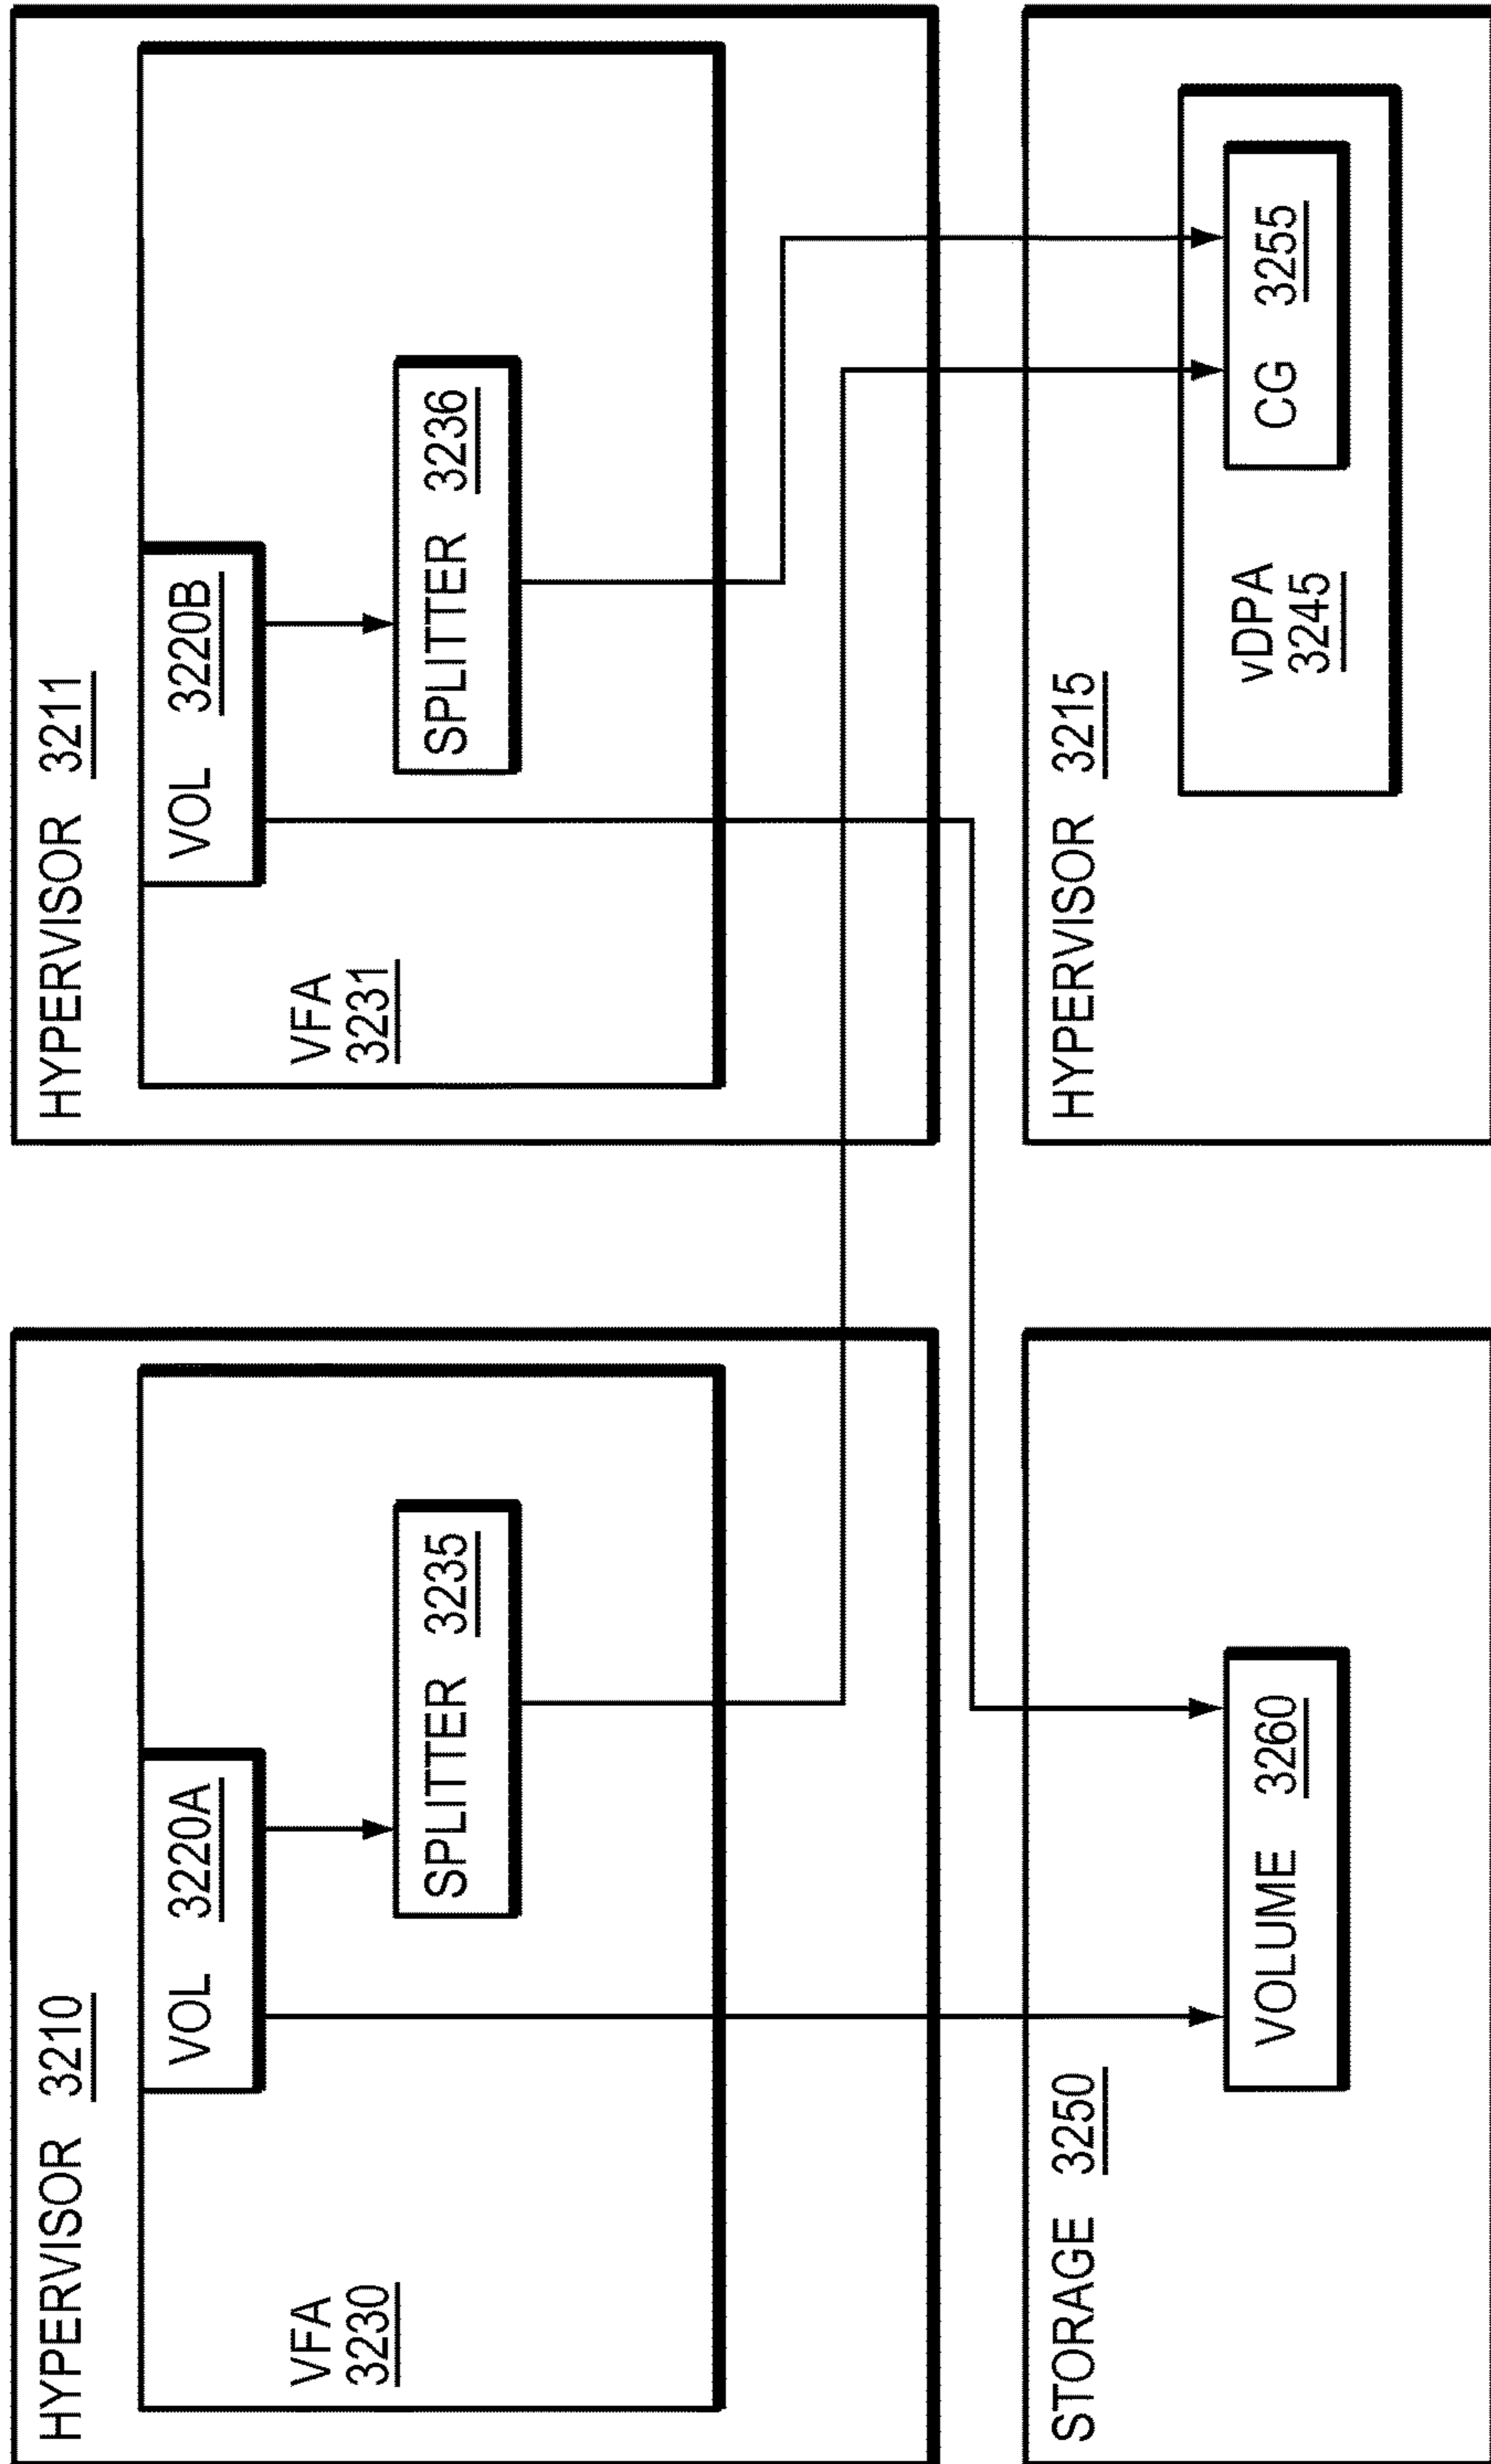 HYPERVISOR 3210
VOL 3220A
VFA
3230
SPLITTER 3235
HYPERVISOR 3211
VOL 3220B
VFA
3231
SPLITTER 3236
STORAGE 3250
VOLUME 3260
HYPERVISOR 3215
vDPA
3245
CG 3255